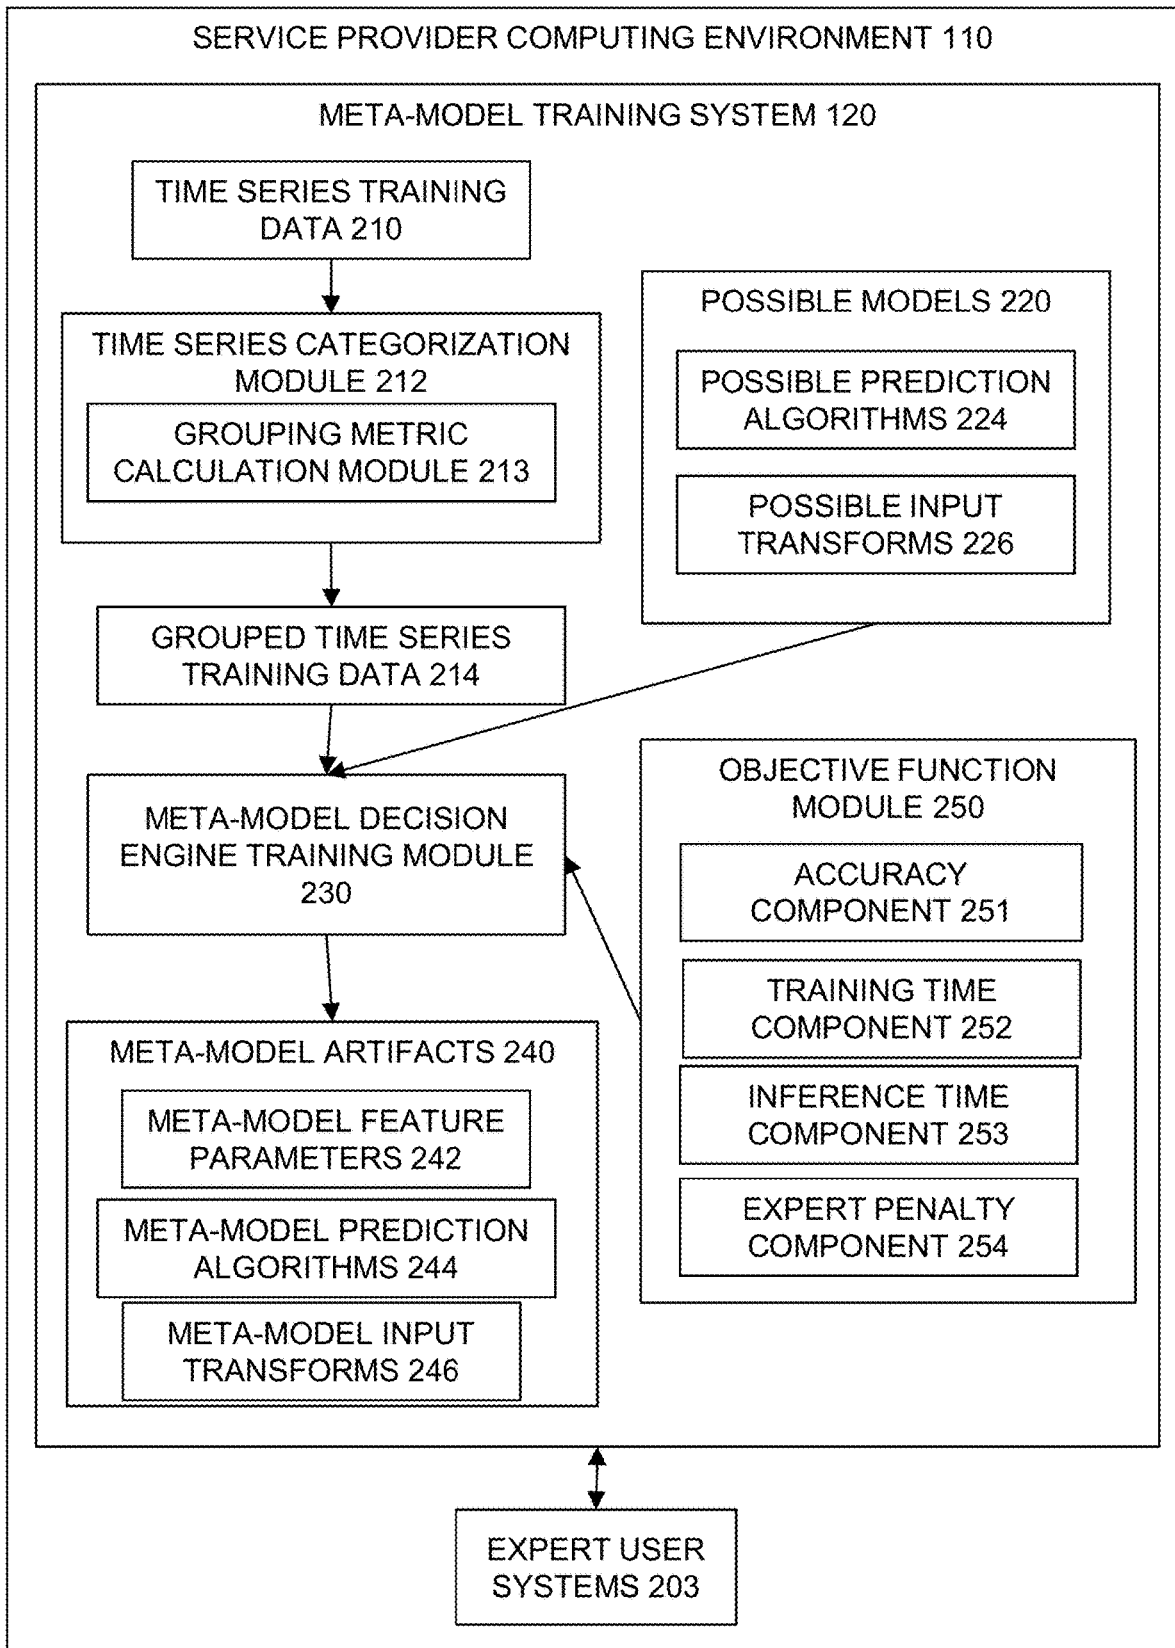 SERVICE PROVIDER COMPUTING ENVIRONMENT 110
META-MODEL TRAINING SYSTEM 120
TIME SERIES TRAINING
DATA 210
TIME SERIES CATEGORIZATION
MODULE 212
GROUPING METRIC
CALCULATION MODULE 213
GROUPED TIME SERIES
TRAINING DATA 214
META-MODEL DECISION
ENGINE TRAINING MODULE
230
META-MODEL ARTIFACTS 240
META-MODEL FEATURE
PARAMETERS 242
META-MODEL PREDICTION
ALGORITHMS 244
META-MODEL INPUT
TRANSFORMS 246
POSSIBLE MODELS 220
POSSIBLE PREDICTION
ALGORITHMS 224
POSSIBLE INPUT
TRANSFORMS 226
OBJECTIVE FUNCTION
MODULE 250
ACCURACY
COMPONENT 251
TRAINING TIME
COMPONENT 252
INFERENCE TIME
COMPONENT 253
EXPERT PENALTY
COMPONENT 254
EXPERT USER
SYSTEMS 203